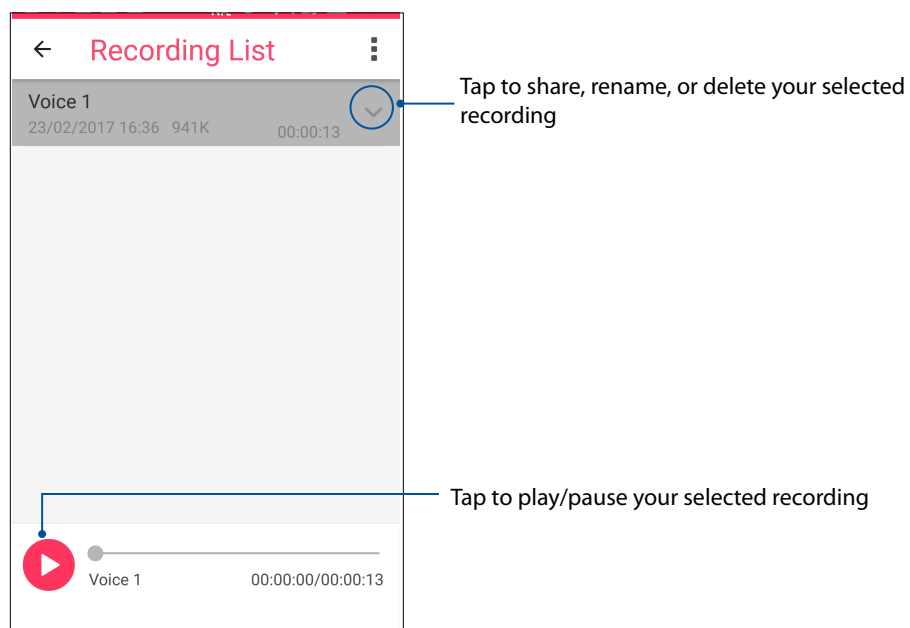 Recording List
Voice 1
23/02/2017 16:36 941K 00:00:13
Tap to share, rename, or delete your selected
recording
Tap to play/pause your selected recording
Voice 1 00:00:00/00:00:13